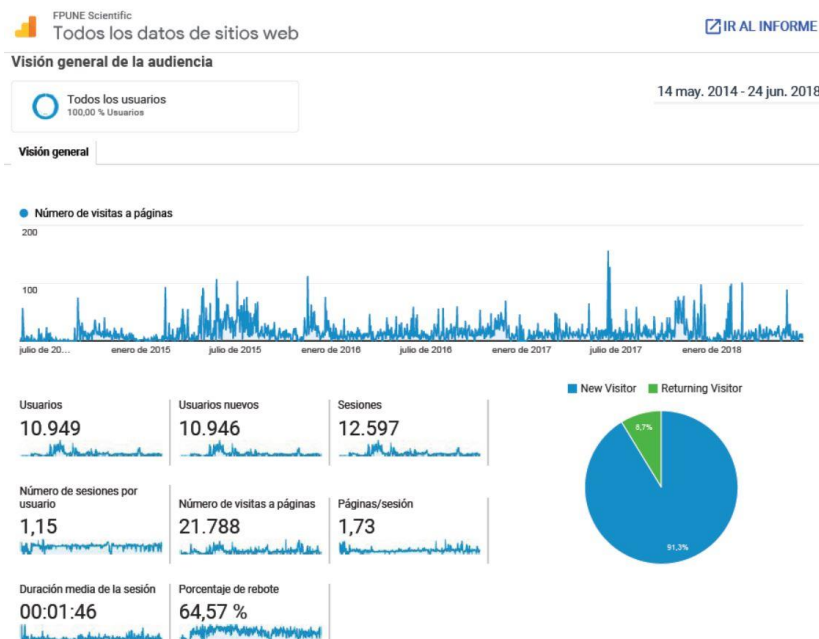 FPUNE Scientific
Todos los datos de sitios web
IR AL INFORME
Visión general de la audiencia
Todos los usuarios
100,00 % Usuarios
14 may. 2014 - 24 jun. 2018
Visión general
Número de visitas a páginas
200
100
julio de 20...
enero de 2015
julio de 2015
enero de 2016
julio de 2016
enero de 2017
julio de 2017
enero de 2018
New Visitor
Returning Visitor
Usuarios
10.949
Usuarios nuevos
10.946
Sesiones
12.597
8,7%
91,3%
Número de sesiones por
usuario
1,15
Número de visitas a páginas
21.788
Páginas/sesión
1,73
Duración media de la sesión
00:01:46
Porcentaje de rebote
64,57 %